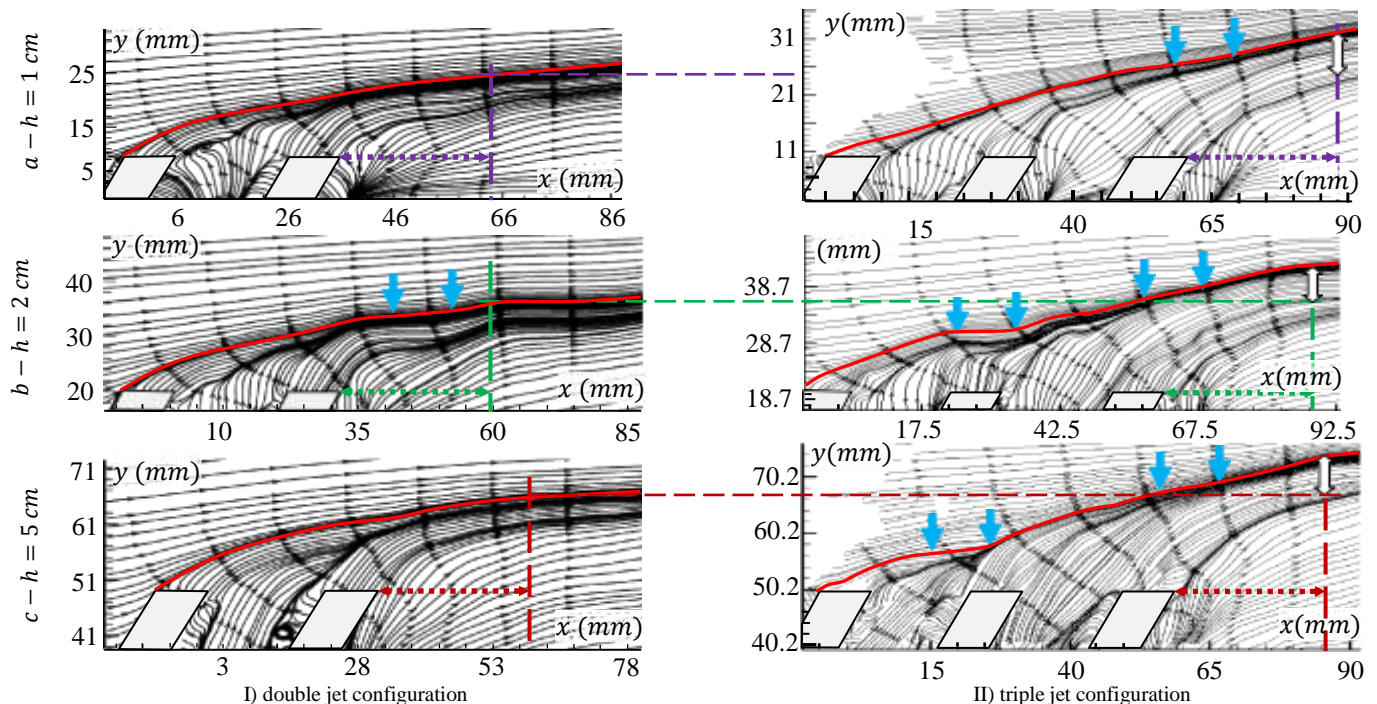 a − h = 1 cm
y (mm)
25
15
5
x (mm)
6 26 46 66 86
y(mm)
31
21
11
x(mm)
15 40 65 90
b − h = 2 cm
y (mm)
40
30
20
x (mm)
10 35 60 85
(mm)
38.7
28.7
18.7
x(mm)
17.5 42.5 67.5 92.5
c − h = 5 cm
y (mm)
71
61
51
41
x (mm)
3 28 53 78
y(mm)
70.2
60.2
50.2
40.2
x(mm)
15 40 65 90
I) double jet configuration
II) triple jet configuration